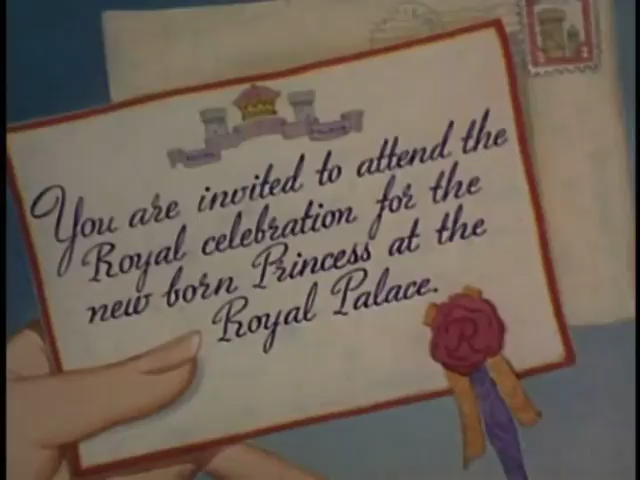 You are invited to attend the
Royal celebration for the
new born Princess at the
Royal Palace.
R